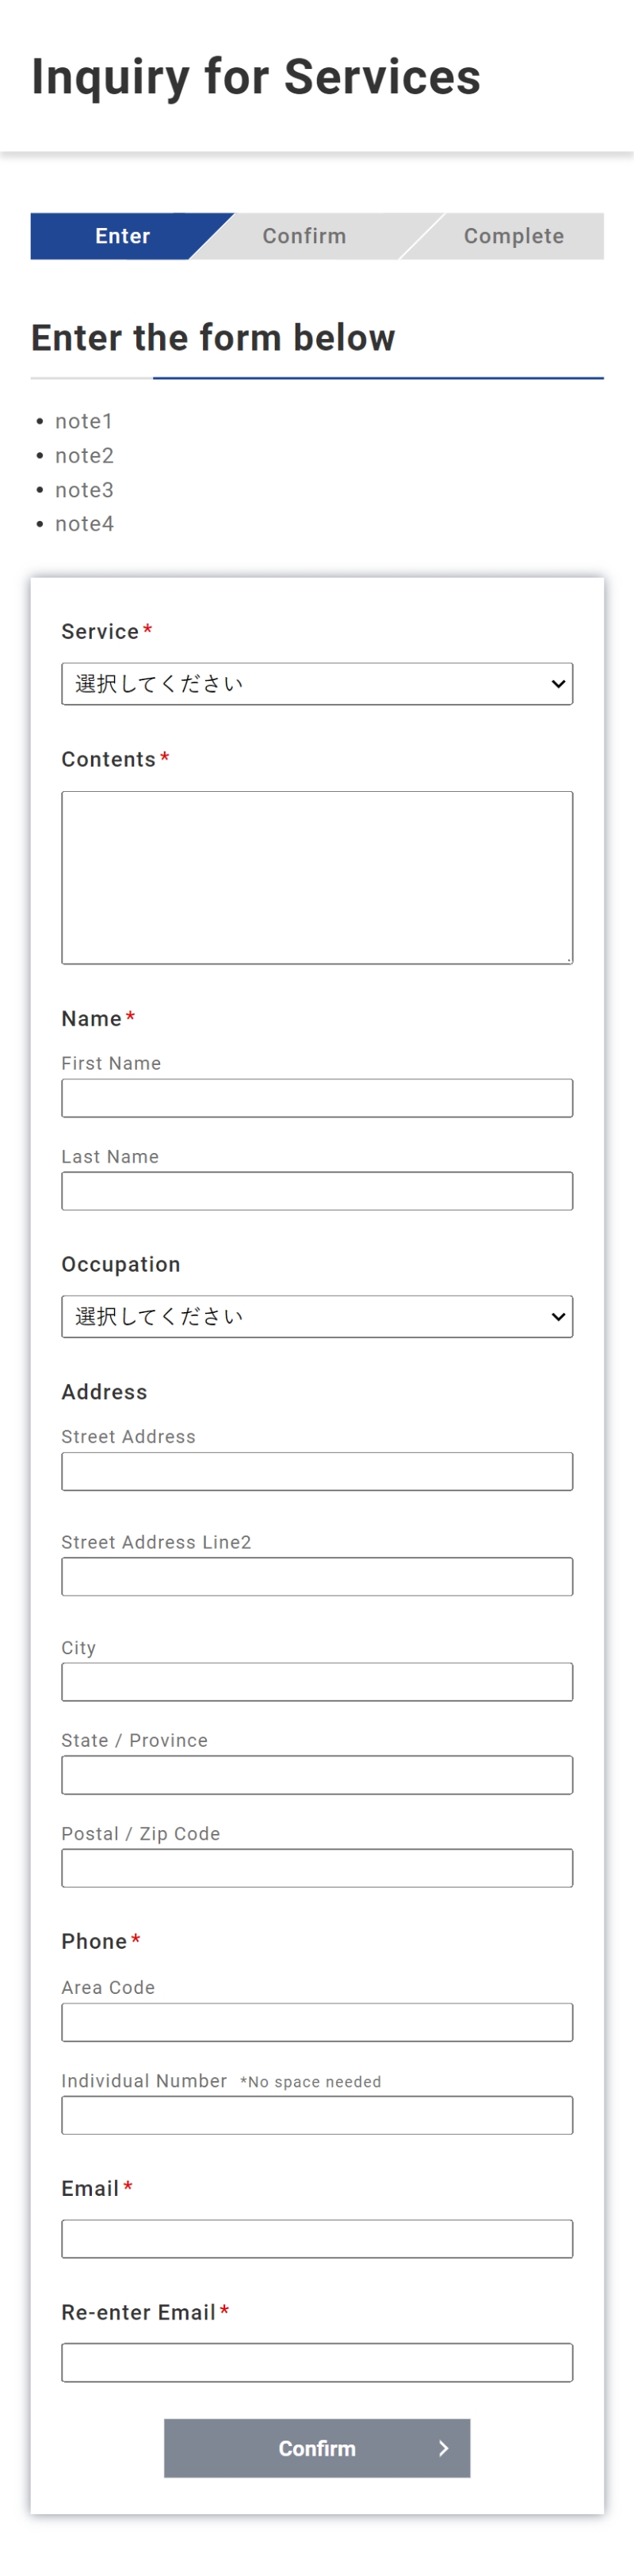 Inquiry for Services
Enter Confirm Complete
Enter the form below
• note1
• note2
• note3
• note4
Service*
選択してください
Contents*
Name*
First Name
Last Name
Occupation
選択してください
Address
Street Address
Street Address Line2
City
State / Province
Postal / Zip Code
Phone*
Area Code
Individual Number *No space needed
Email*
Re-enter Email*
Confirm